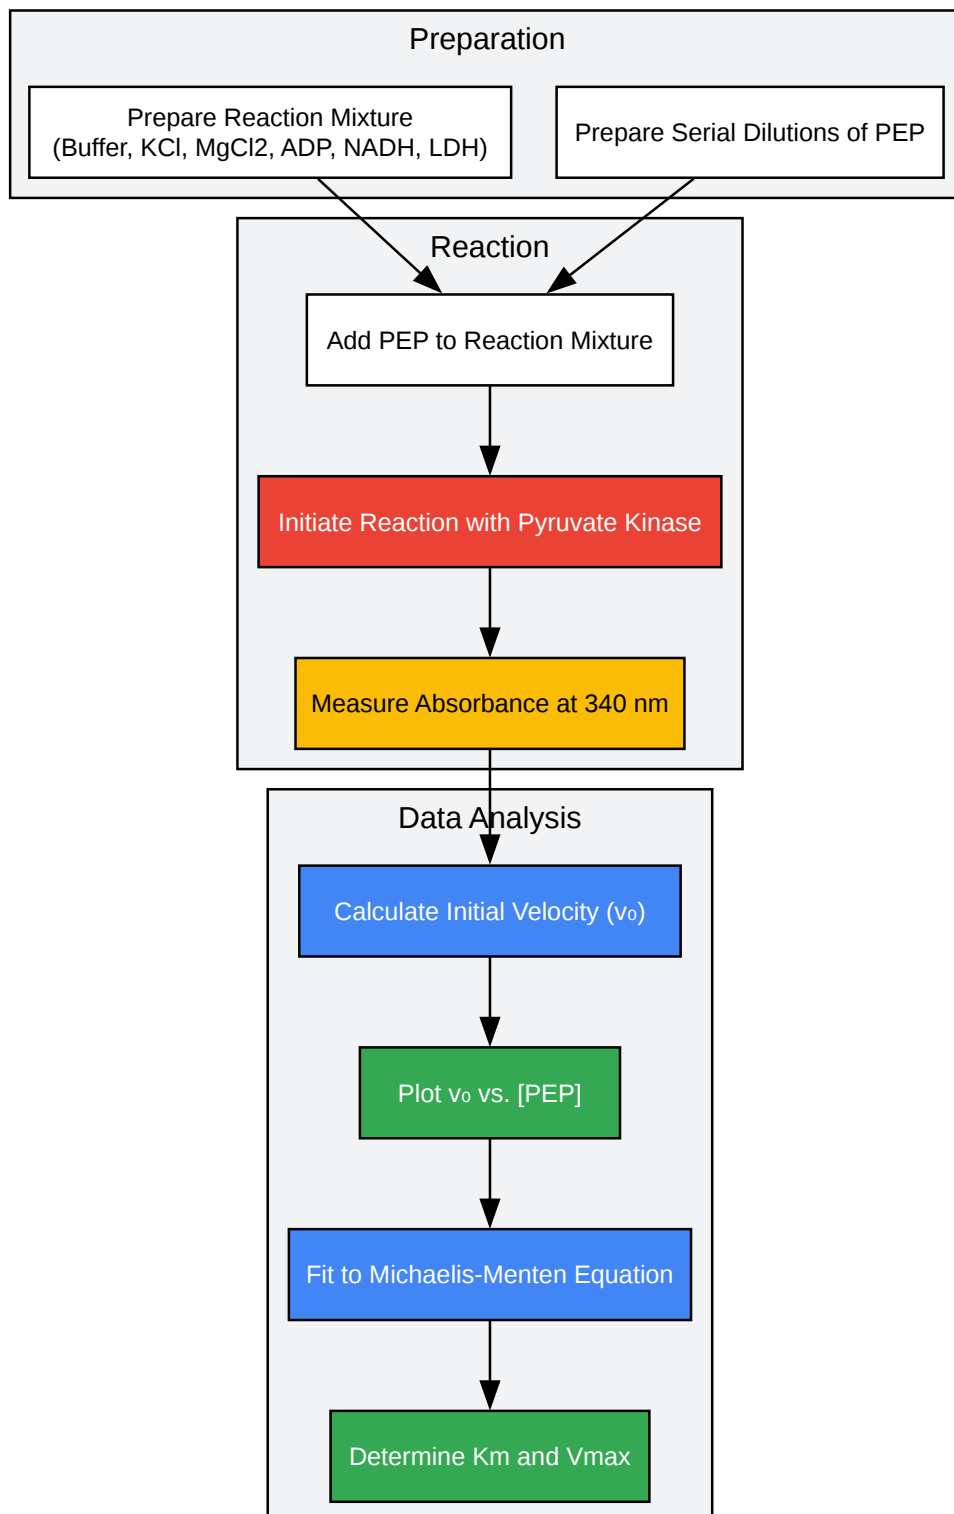 Preparation
Prepare Reaction Mixture
(Buffer, KCl, MgCl2, ADP, NADH, LDH)
Prepare Serial Dilutions of PEP
Reaction
Add PEP to Reaction Mixture
Initiate Reaction with Pyruvate Kinase
Measure Absorbance at 340 nm
Data Analysis
Calculate Initial Velocity (v₀)
Plot v₀ vs. [PEP]
Fit to Michaelis-Menten Equation
Determine Km and Vmax